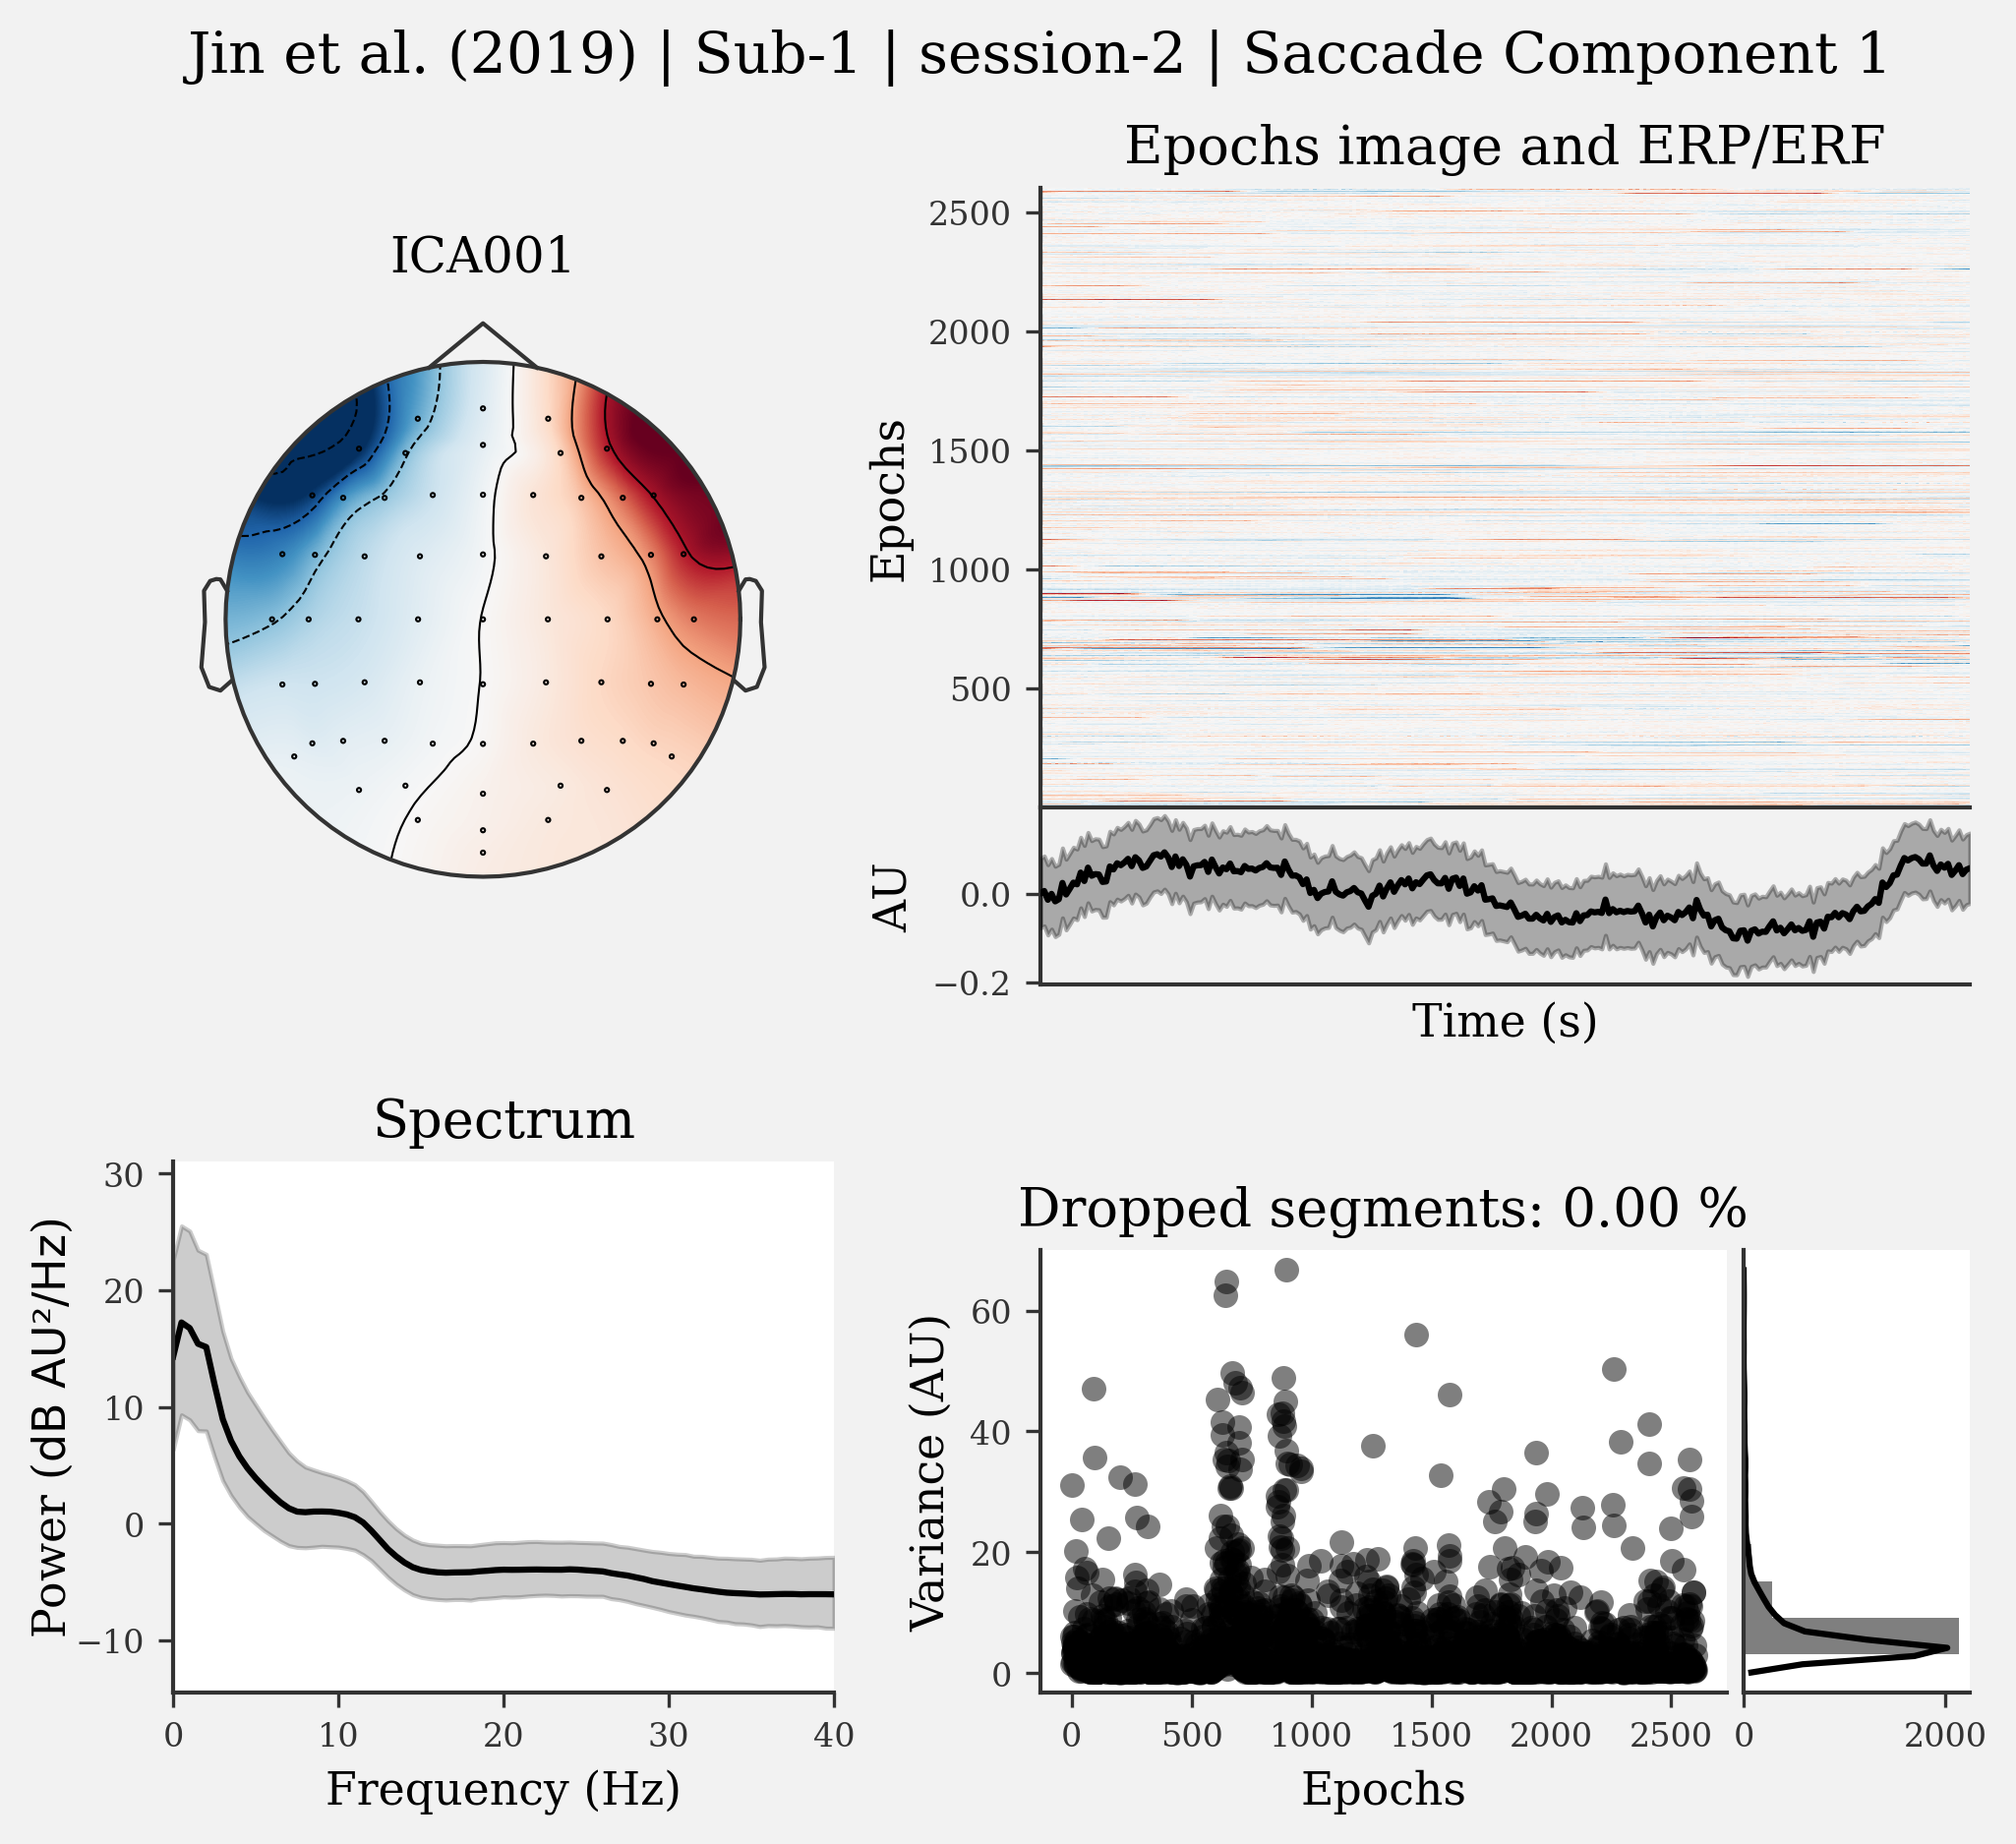 Jin et al. (2019) | Sub-1 | session-2 | Saccade Component 1
ICA001
Epochs image and ERP/ERF
2500
2000
1500
1000
500
Epochs
0.0
−0.2
AU
Time (s)
Spectrum
30
20
10
0
−10
Power (dB AU²/Hz)
0 10 20 30 40
Frequency (Hz)
Dropped segments: 0.00 %
60
40
20
0
Variance (AU)
0 500 1000 1500 2000 2500
Epochs
0 2000